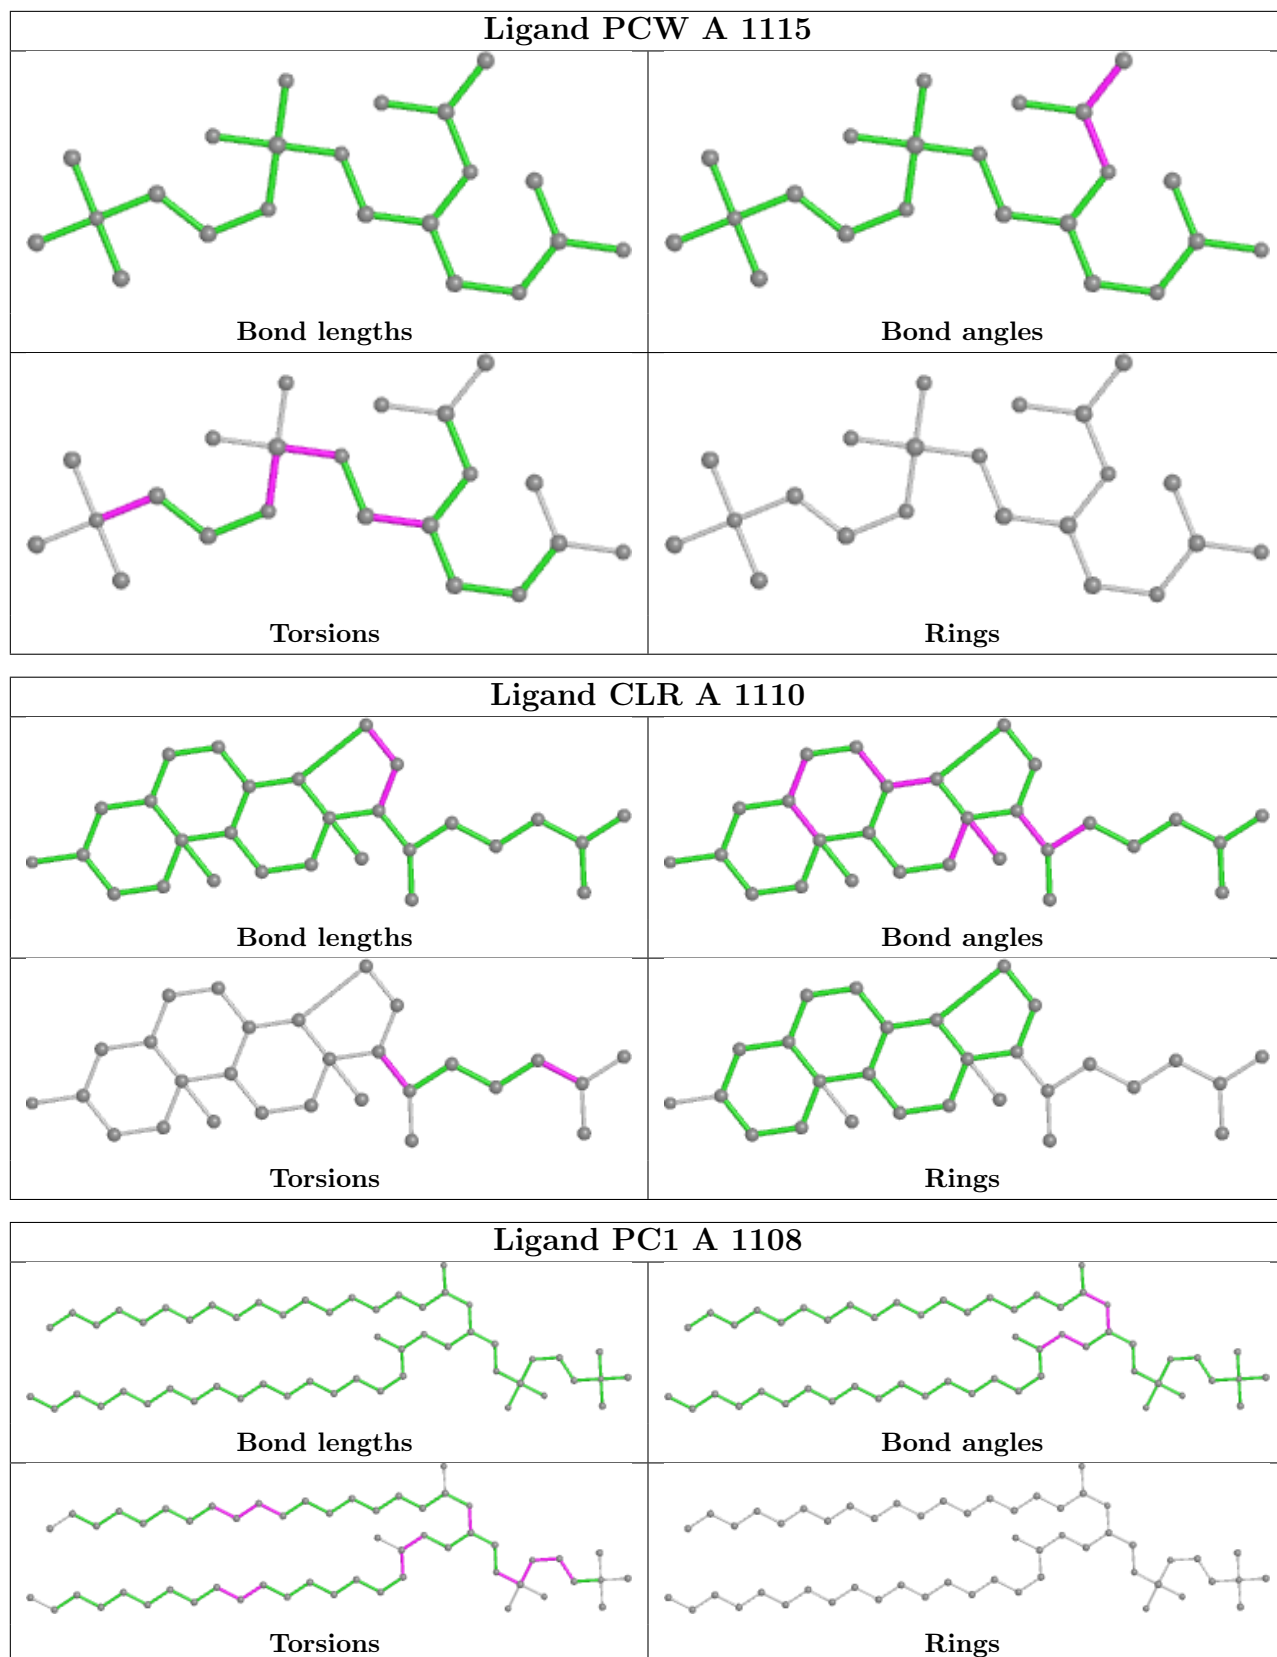 Ligand PCW A 1115
Bond lengths
Bond angles
Torsions
Rings
Ligand CLR A 1110
Bond lengths
Bond angles
Torsions
Rings
Ligand PC1 A 1108
Bond lengths
Bond angles
Torsions
Rings